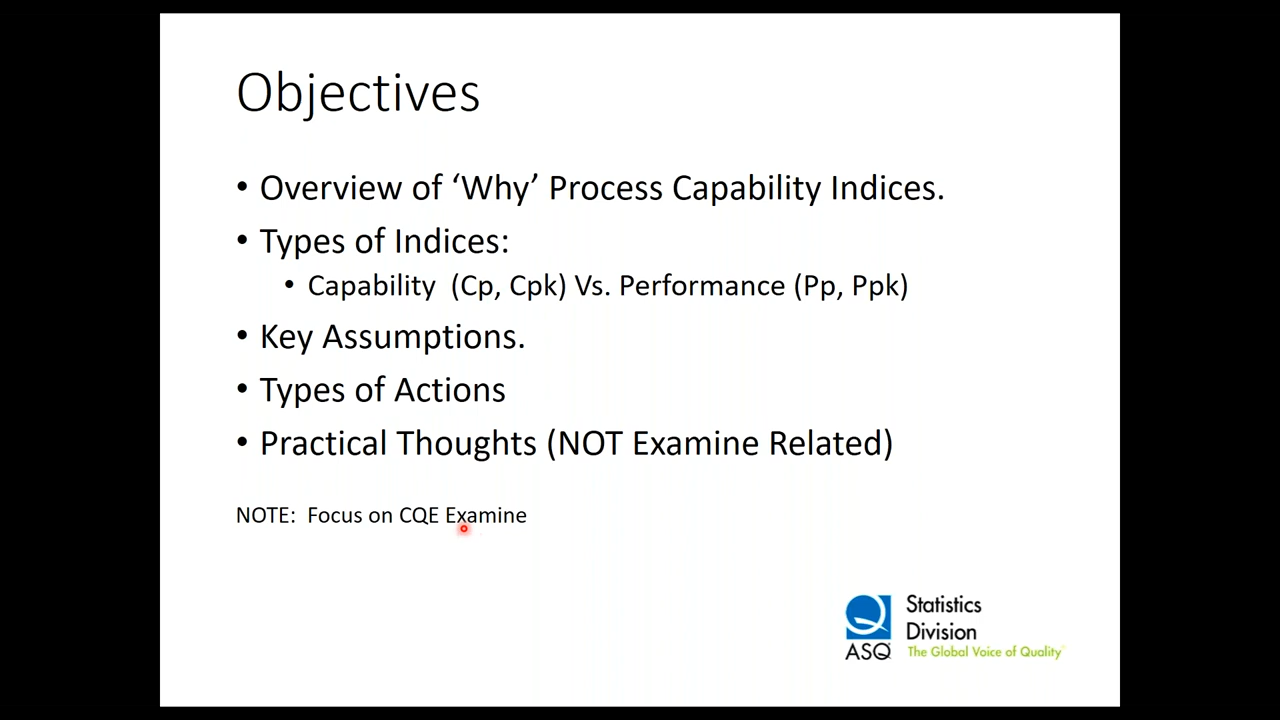 Objectives
• Overview of ‘Why’ Process Capability Indices.
• Types of Indices:
• Capability (Cp, Cpk) Vs. Performance (Pp, Ppk)
• Key Assumptions.
• Types of Actions
• Practical Thoughts (NOT Examine Related)
NOTE: Focus on CQE Examine
Statistics
Division
ASQ The Global Voice of Quality